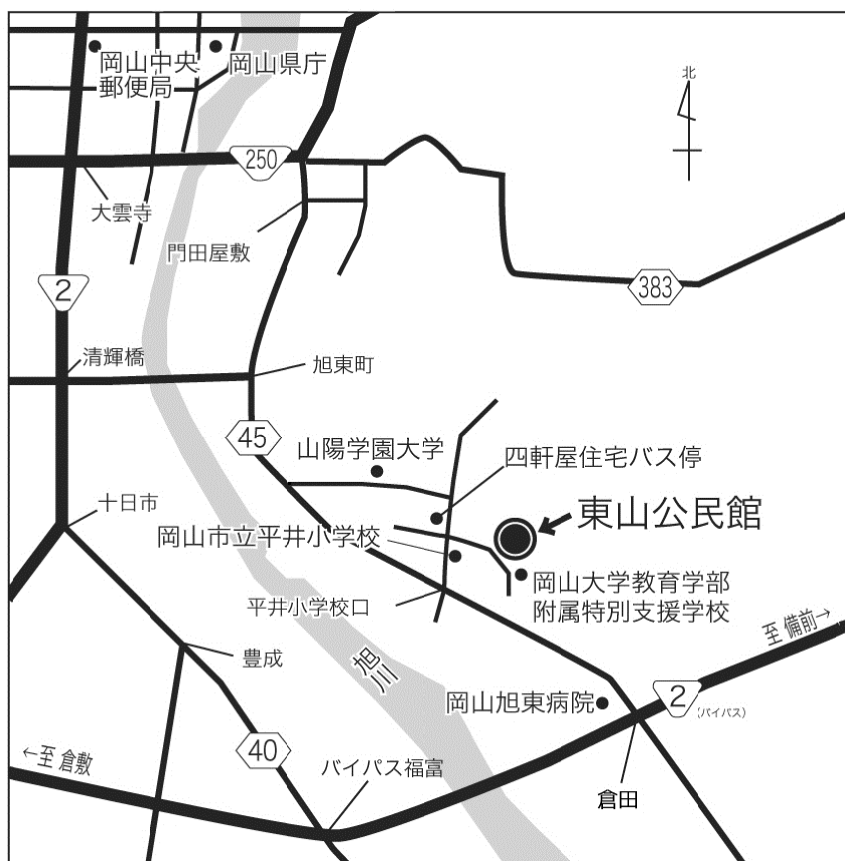 岡山中央
郵便局
岡山県庁
北
250
大雲寺
門田屋敷
2
383
清輝橋
旭東町
45
山陽学園大学
四軒屋住宅バス停
十日市
東山公民館
岡山市立平井小学校
岡山大学教育学部
附属特別支援学校
平井小学校口
至 備前→
豊成
旭川
岡山旭東病院
2
(バイパス)
40
←至 倉敷
バイパス福富
倉田